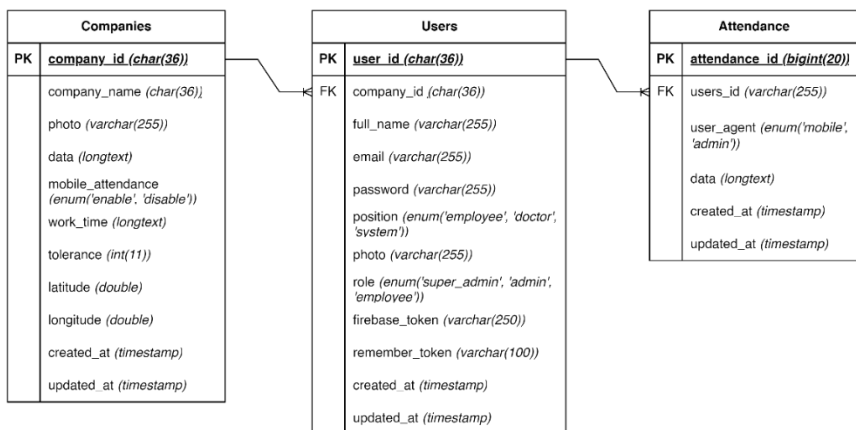 Companies
PK company_id (char(36))
company_name (char(36))
photo (varchar(255))
data (longtext)
mobile_attendance
(enum('enable', 'disable'))
work_time (longtext)
tolerance (int(11))
latitude (double)
longitude (double)
created_at (timestamp)
updated_at (timestamp)
Users
PK user_id (char(36))
FK company_id (char(36))
full_name (varchar(255))
email (varchar(255))
password (varchar(255))
position (enum('employee', 'doctor',
'system'))
photo (varchar(255))
role (enum('super_admin', 'admin',
'employee'))
firebase_token (varchar(250))
remember_token (varchar(100))
created_at (timestamp)
updated_at (timestamp)
Attendance
PK attendance_id (bigint(20))
FK users_id (varchar(255))
user_agent (enum('mobile',
'admin'))
data (longtext)
created_at (timestamp)
updated_at (timestamp)